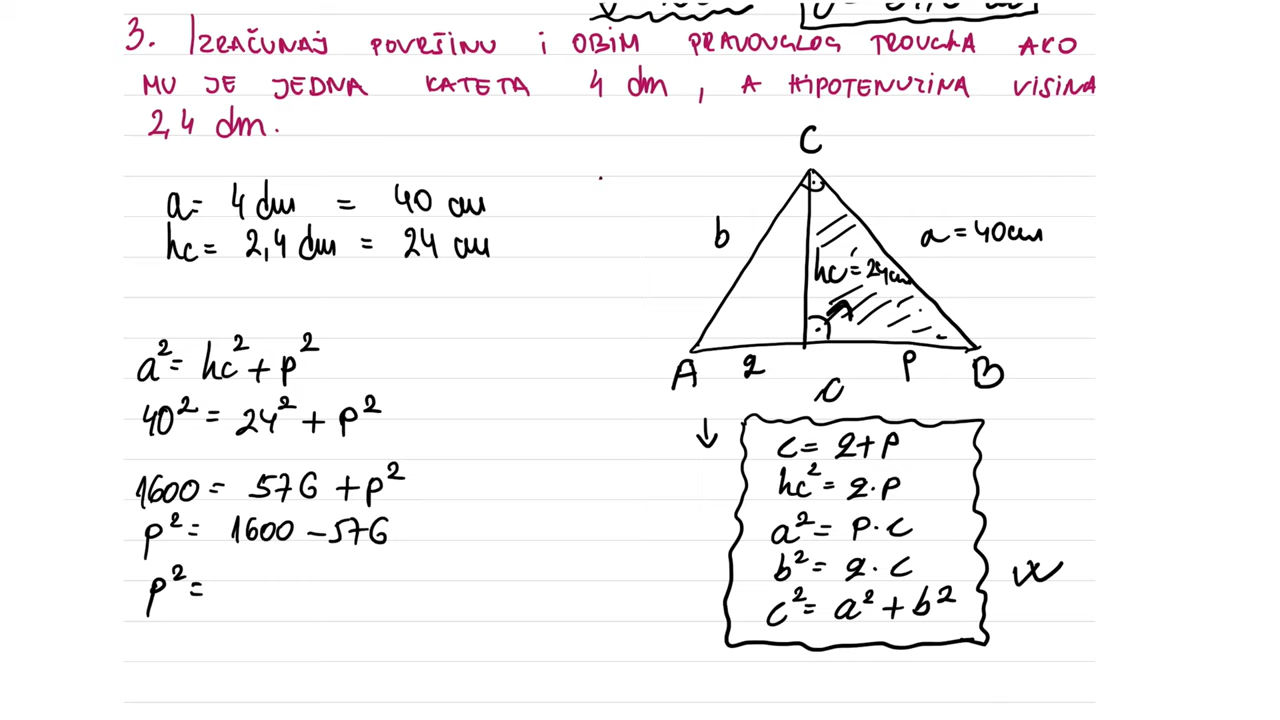 3. IZRAČUNAJ POVRŠINU I OBIM PRAVOUGLOG TROUGLA AKO
MU JE JEDNA KATETA 4 dm, A HIPOTENUZINA VISINA
2,4 dm.
a = 4 dm = 40 cm
hc = 2,4 dm = 24 cm
C
b
a = 40cm
hc = 24cm
A
q
p
B
c
a² = hc² + p²
40² = 24² + p²
1600 = 576 + p²
p² = 1600 - 576
p² =
c = q + p
hc² = q · p
a² = p · c
b² = q · c
c² = a² + b²